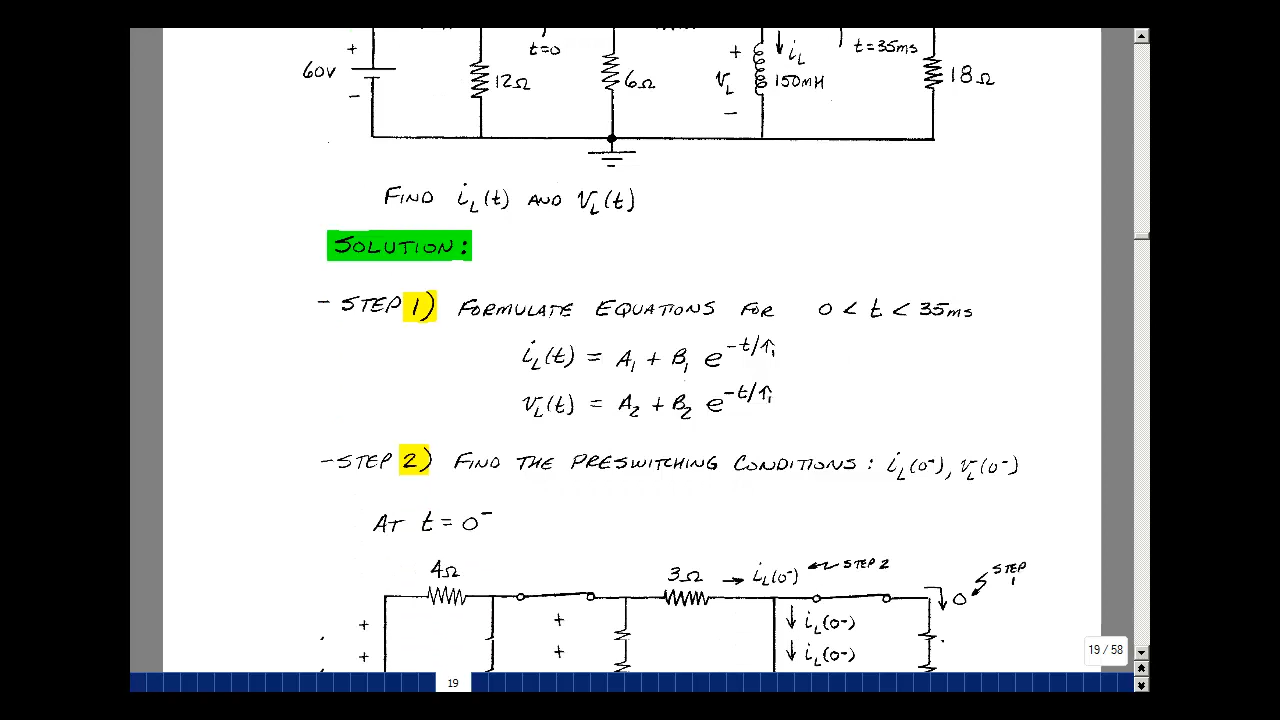 t=0
+ i_L
t=35ms
+
60V
12Ω
6Ω
V_L
150mH
18Ω
−
−
FIND i_L(t) AND V_L(t)
SOLUTION:
- STEP 1) FORMULATE EQUATIONS FOR 0 < t < 35ms
i_L(t) = A_1 + B_1 e^{-t/τ_1}
V_L(t) = A_2 + B_2 e^{-t/τ_1}
- STEP 2) FIND THE PRESWITCHING CONDITIONS: i_L(0⁻), V_L(0⁻)
AT t = 0⁻
4Ω
3Ω → i_L(0⁻) STEP 2
STEP 1
0
+ + ↓ i_L(0⁻)
+ + ↓ i_L(0⁻)
19 / 58
19